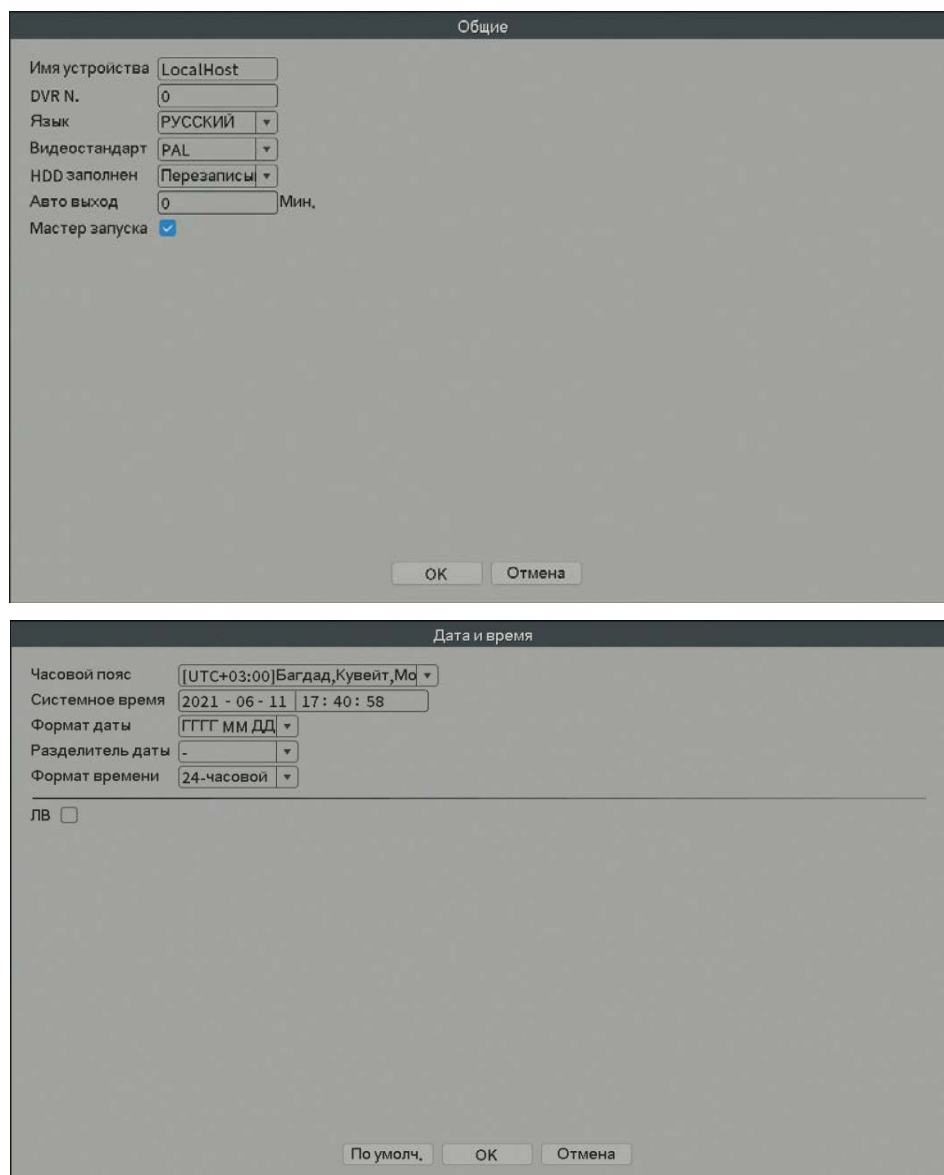 Общие
Имя устройства LocalHost
DVR N. 0
Язык РУССКИЙ
Видеостандарт PAL
HDD заполнен Перезаписы
Авто выход 0 Мин.
Мастер запуска
OK Отмена
Дата и время
Часовой пояс [UTC+03:00]Багдад,Кувейт,Мо
Системное время 2021 - 06 - 11 17: 40: 58
Формат даты ГГГГ ММ ДД
Разделитель даты -
Формат времени 24-часовой
ЛВ
По умолч. OK Отмена